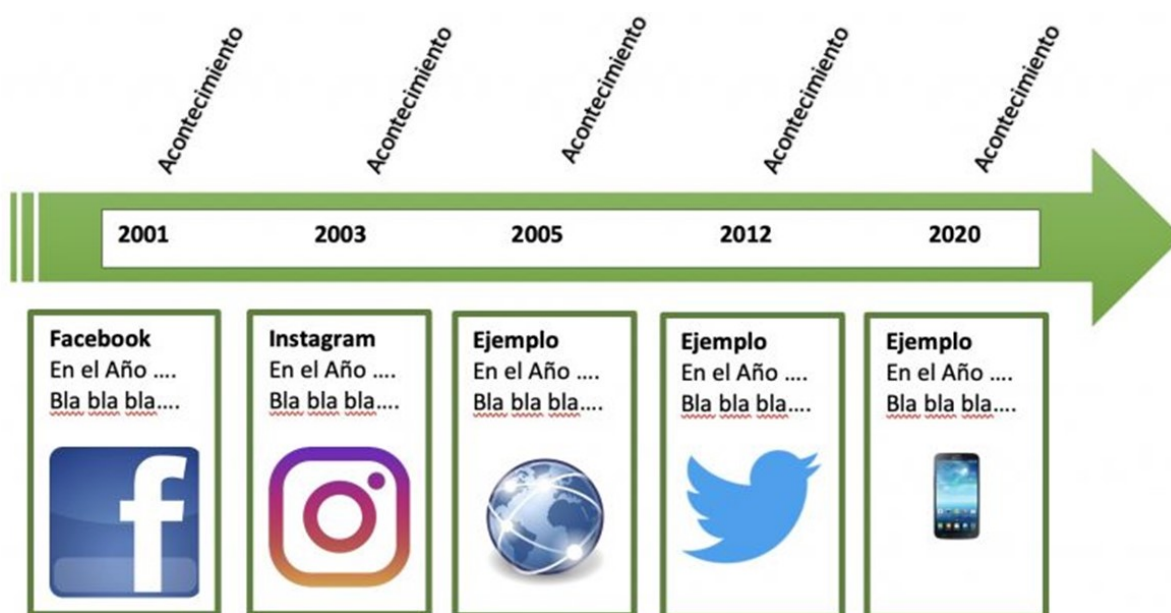 Acontecimiento
Acontecimiento
Acontecimiento
Acontecimiento
Acontecimiento
2001
2003
2005
2012
2020
Facebook
En el Año ....
Bla bla bla....
Instagram
En el Año ....
Bla bla bla....
Ejemplo
En el Año ....
Bla bla bla....
Ejemplo
En el Año ....
Bla bla bla....
Ejemplo
En el Año ....
Bla bla bla....
f